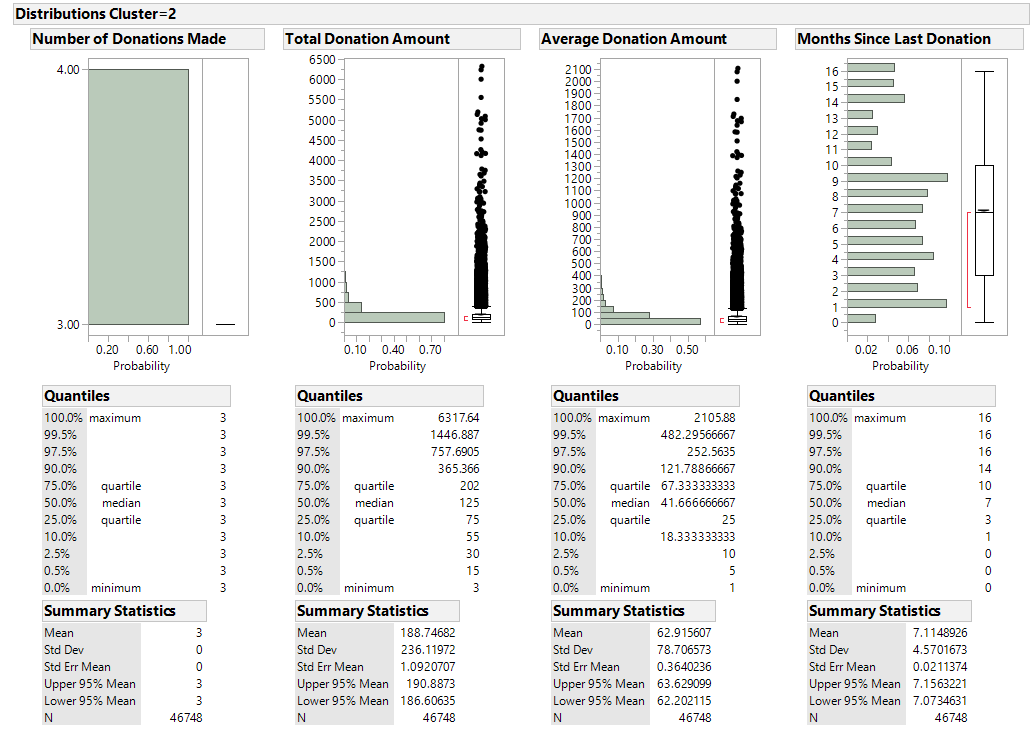 Distributions Cluster=2
Number of Donations Made
4.00
3.00
0.20 0.60 1.00
Probability
Quantiles
100.0% maximum 3
99.5% 3
97.5% 3
90.0% 3
75.0% quartile 3
50.0% median 3
25.0% quartile 3
10.0% 3
2.5% 3
0.5% 3
0.0% minimum 3
Summary Statistics
Mean 3
Std Dev 0
Std Err Mean 0
Upper 95% Mean 3
Lower 95% Mean 3
N 46748
Total Donation Amount
6500
6000
5500
5000
4500
4000
3500
3000
2500
2000
1500
1000
500
0
0.10 0.40 0.70
Probability
Quantiles
100.0% maximum 6317.64
99.5% 1446.887
97.5% 757.6905
90.0% 365.366
75.0% quartile 202
50.0% median 125
25.0% quartile 75
10.0% 55
2.5% 30
0.5% 15
0.0% minimum 3
Summary Statistics
Mean 188.74682
Std Dev 236.11972
Std Err Mean 1.0920707
Upper 95% Mean 190.8873
Lower 95% Mean 186.60635
N 46748
Average Donation Amount
2100
2000
1900
1800
1700
1600
1500
1400
1300
1200
1100
1000
900
800
700
600
500
400
300
200
100
0
0.10 0.30 0.50
Probability
Quantiles
100.0% maximum 2105.88
99.5% 482.29566667
97.5% 252.5635
90.0% 121.78866667
75.0% quartile 67.333333333
50.0% median 41.666666667
25.0% quartile 25
10.0% 18.333333333
2.5% 10
0.5% 5
0.0% minimum 1
Summary Statistics
Mean 62.915607
Std Dev 78.706573
Std Err Mean 0.3640236
Upper 95% Mean 63.629099
Lower 95% Mean 62.202115
N 46748
Months Since Last Donation
16
15
14
13
12
11
10
9
8
7
6
5
4
3
2
1
0
0.02 0.06 0.10
Probability
Quantiles
100.0% maximum 16
99.5% 16
97.5% 16
90.0% 14
75.0% quartile 10
50.0% median 7
25.0% quartile 3
10.0% 1
2.5% 0
0.5% 0
0.0% minimum 0
Summary Statistics
Mean 7.1148926
Std Dev 4.5701673
Std Err Mean 0.0211374
Upper 95% Mean 7.1563221
Lower 95% Mean 7.0734631
N 46748